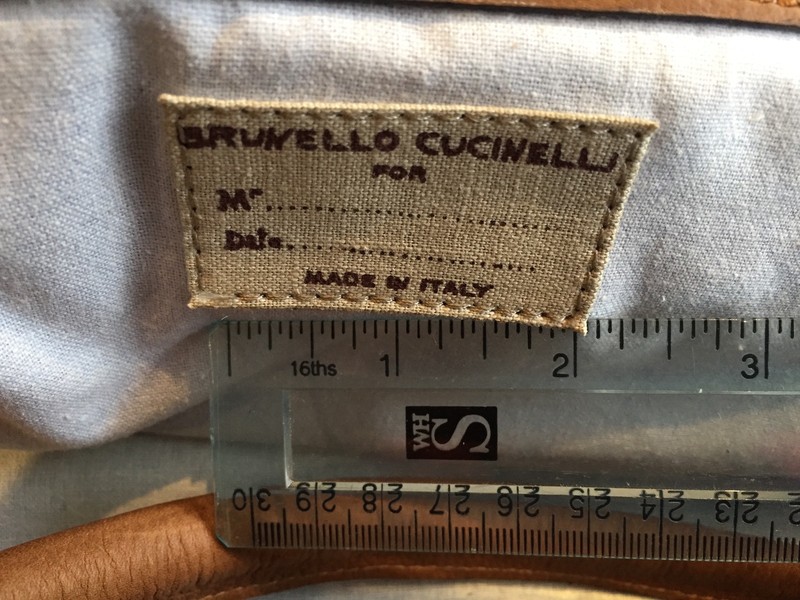 BRUNELLO CUCINELLI
FOR
Mr..............................
Date..............................
MADE IN ITALY
16ths 1 2 3
WHS
30 29 28 27 26 25 24 23